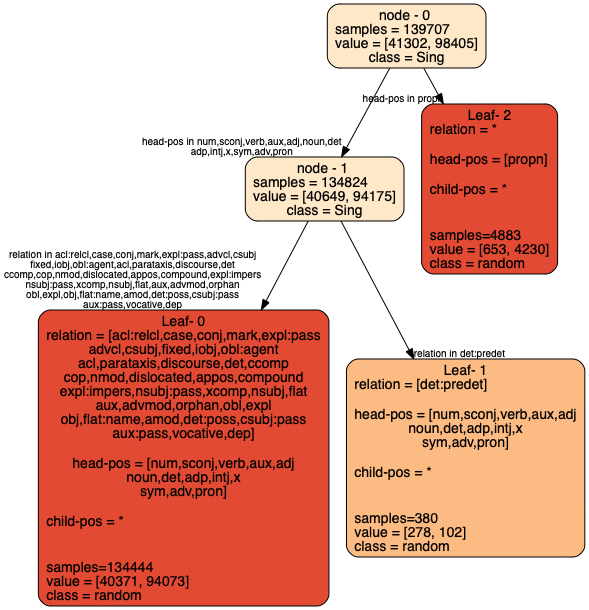 node - 0
samples = 139707
value = [41302, 98405]
class = Sing
head-pos in propn
head-pos in num,sconj,verb,aux,adj,noun,det
adp,intj,x,sym,adv,pron
Leaf- 2
relation = *
head-pos = [propn]
child-pos = *
samples=4883
value = [653, 4230]
class = random
node - 1
samples = 134824
value = [40649, 94175]
class = Sing
relation in acl:relcl,case,conj,mark,expl:pass,advcl,csubj
fixed,iobj,obl:agent,acl,parataxis,discourse,det
ccomp,cop,nmod,dislocated,appos,compound,expl:impers
nsubj:pass,xcomp,nsubj,flat,aux,advmod,orphan
obl,expl,obj,flat:name,amod,det:poss,csubj:pass
aux:pass,vocative,dep
relation in det:predet
Leaf- 0
relation = [acl:relcl,case,conj,mark,expl:pass
advcl,csubj,fixed,iobj,obl:agent
acl,parataxis,discourse,det,ccomp
cop,nmod,dislocated,appos,compound
expl:impers,nsubj:pass,xcomp,nsubj,flat
aux,advmod,orphan,obl,expl
obj,flat:name,amod,det:poss,csubj:pass
aux:pass,vocative,dep]
head-pos = [num,sconj,verb,aux,adj
noun,det,adp,intj,x
sym,adv,pron]
child-pos = *
samples=134444
value = [40371, 94073]
class = random
Leaf- 1
relation = [det:predet]
head-pos = [num,sconj,verb,aux,adj
noun,det,adp,intj,x
sym,adv,pron]
child-pos = *
samples=380
value = [278, 102]
class = random